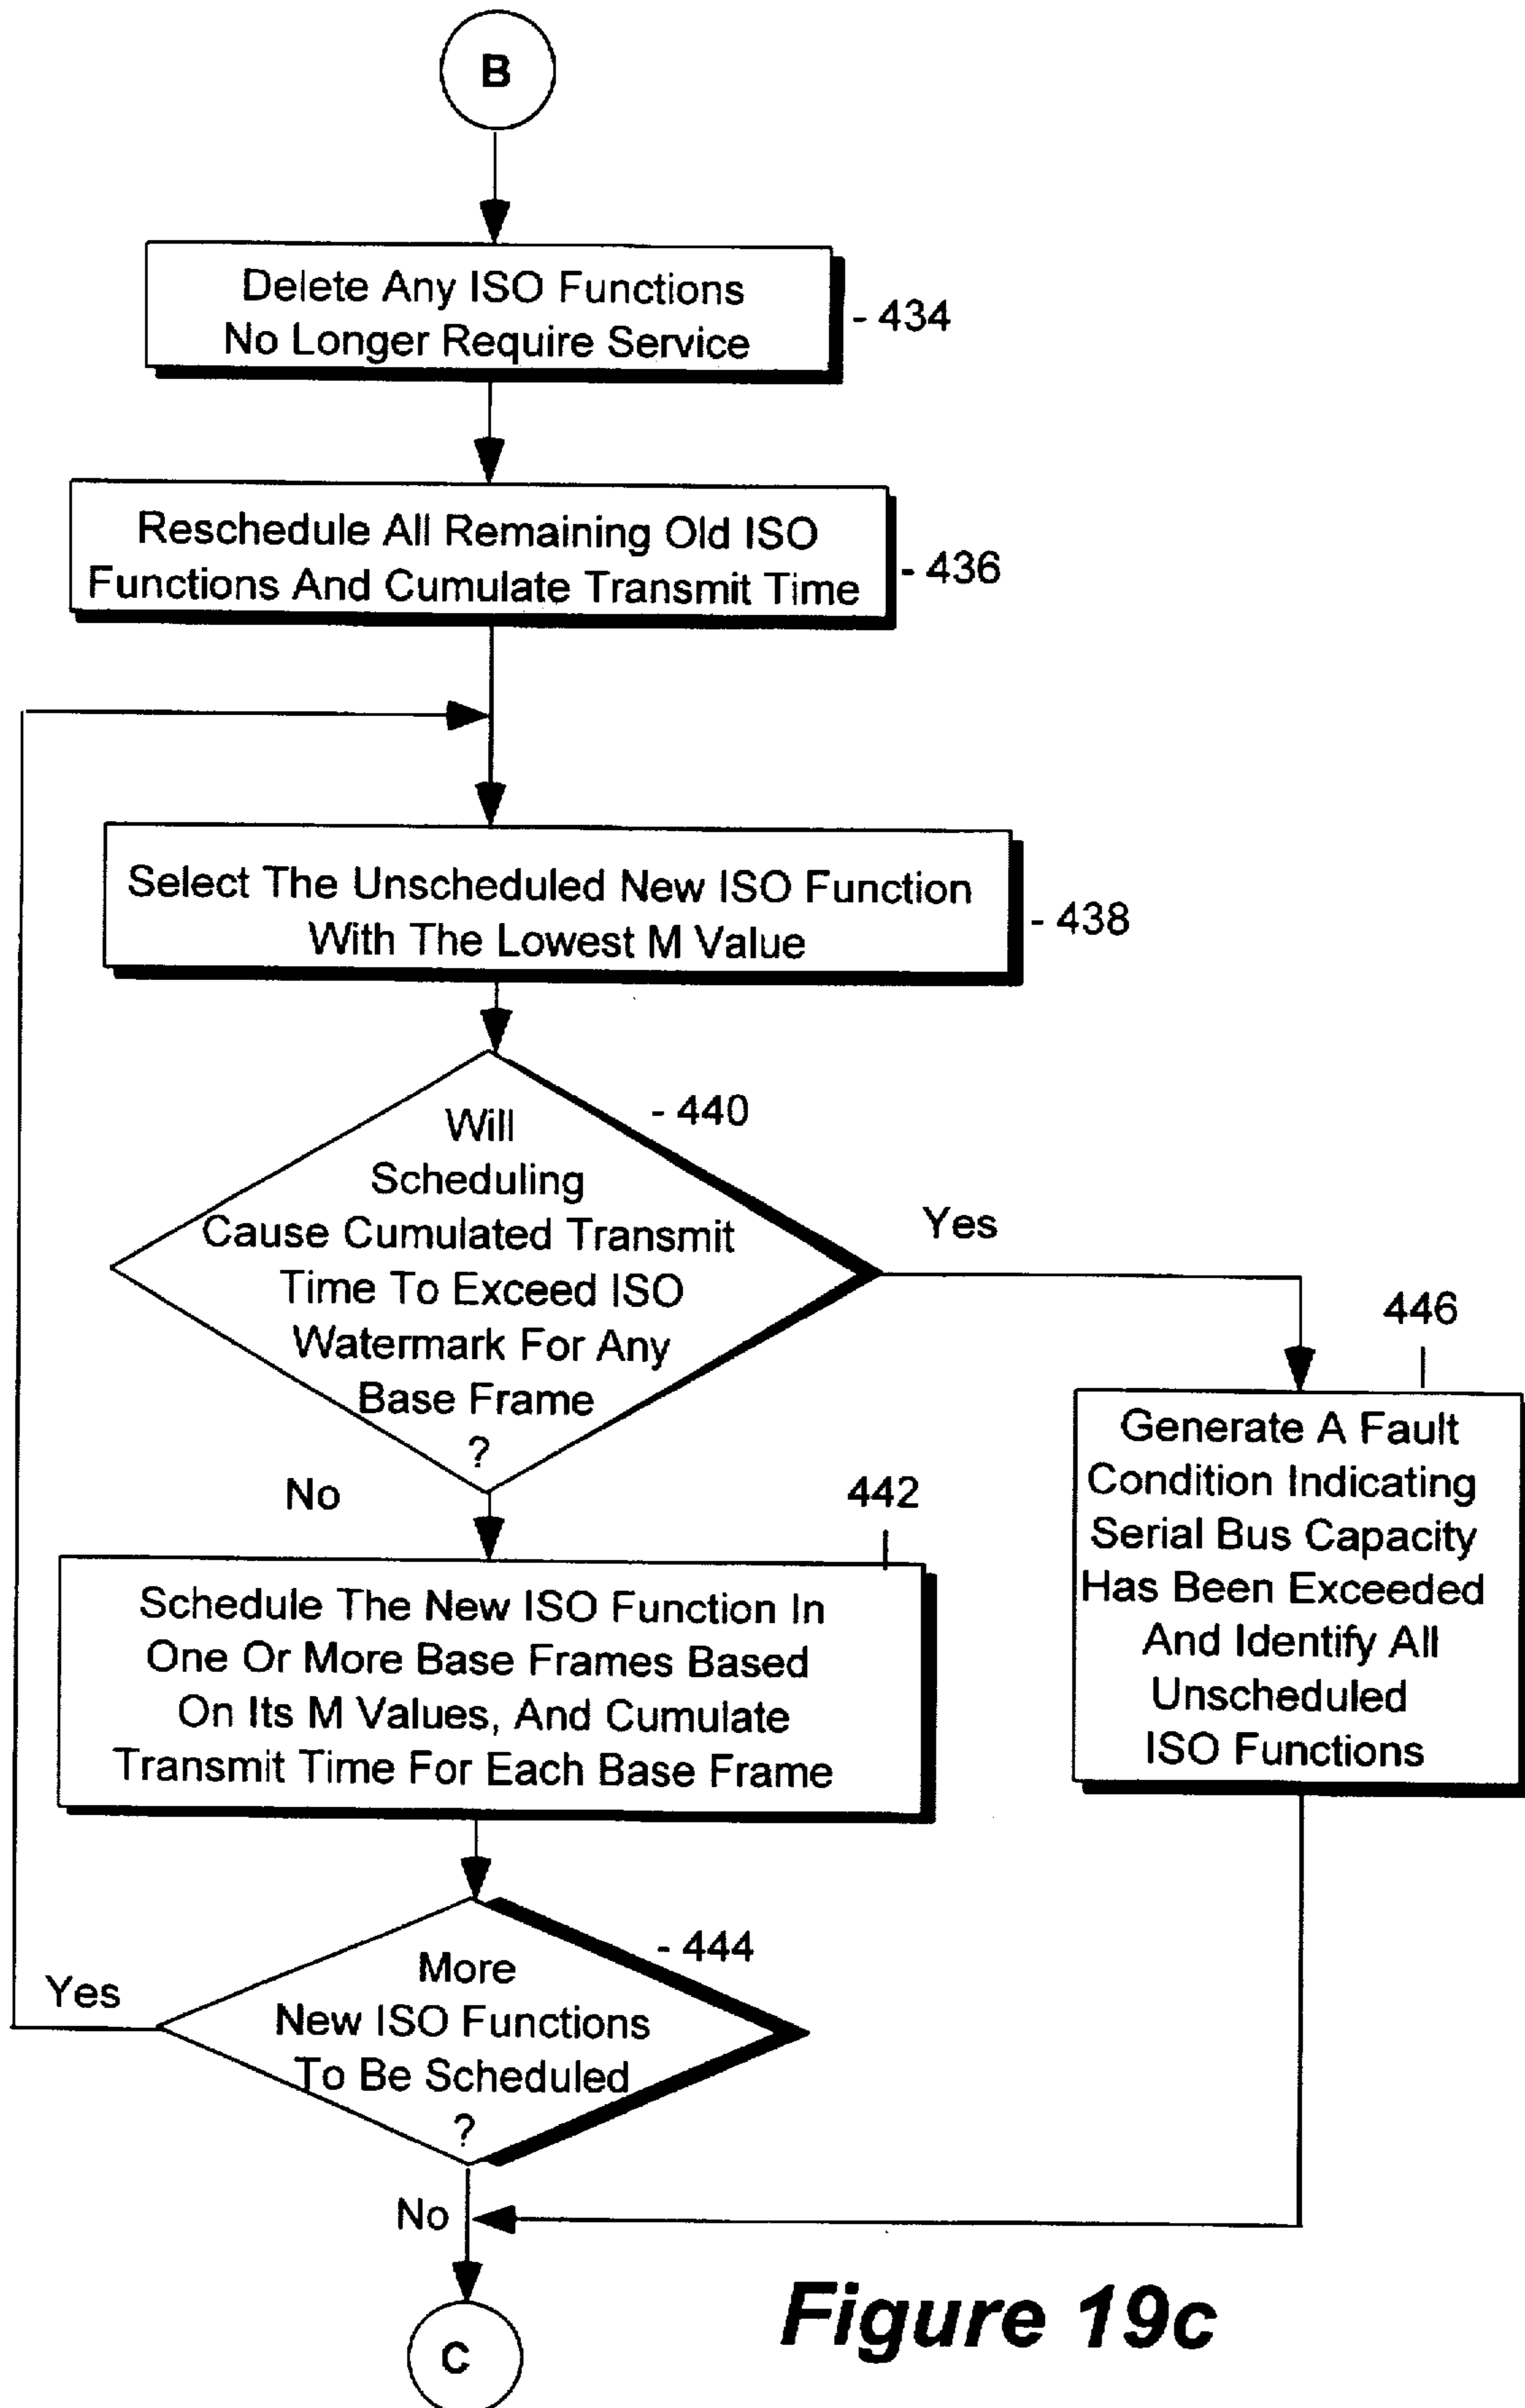 B
Delete Any ISO Functions
No Longer Require Service
- 434
Reschedule All Remaining Old ISO
Functions And Cumulate Transmit Time
- 436
Select The Unscheduled New ISO Function
With The Lowest M Value
- 438
Will
Scheduling
Cause Cumulated Transmit
Time To Exceed ISO
Watermark For Any
Base Frame
?
- 440
Yes
No
446
Generate A Fault
Condition Indicating
Serial Bus Capacity
Has Been Exceeded
And Identify All
Unscheduled
ISO Functions
442
Schedule The New ISO Function In
One Or More Base Frames Based
On Its M Values, And Cumulate
Transmit Time For Each Base Frame
More
New ISO Functions
To Be Scheduled
?
- 444
Yes
No
C
Figure 19c